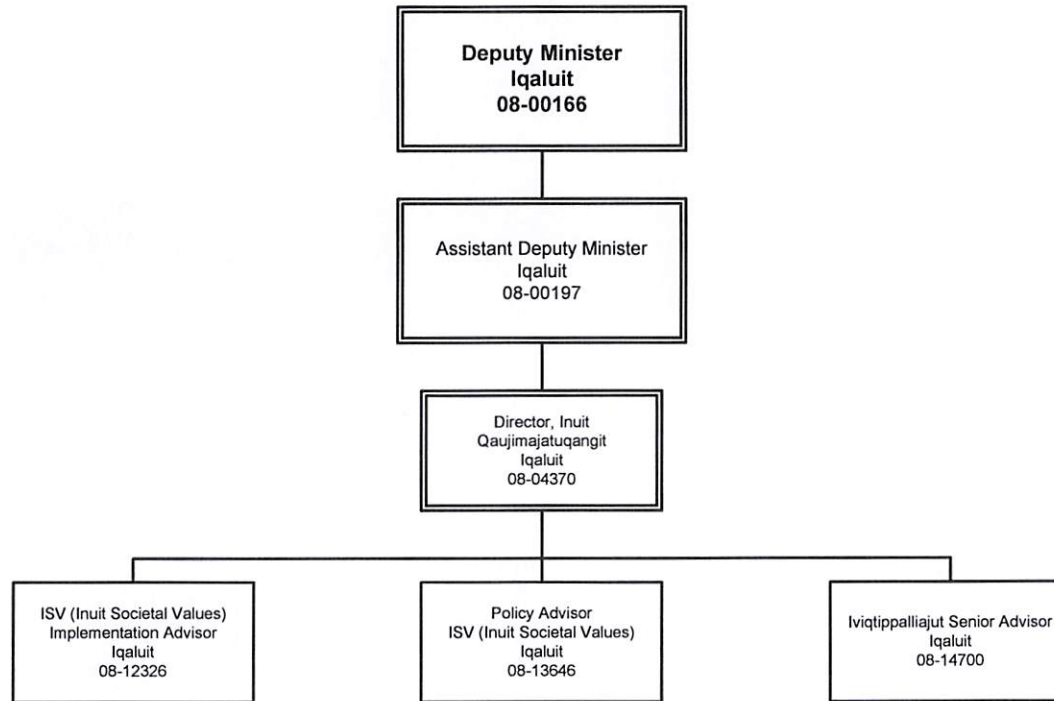 Deputy Minister
Iqaluit
08-00166
Assistant Deputy Minister
Iqaluit
08-00197
Director, Inuit
Qaujimajatuqangit
Iqaluit
08-04370
ISV (Inuit Societal Values)
Implementation Advisor
Iqaluit
08-12326
Policy Advisor
ISV (Inuit Societal Values)
Iqaluit
08-13646
Iviqtippalliajut Senior Advisor
Iqaluit
08-14700